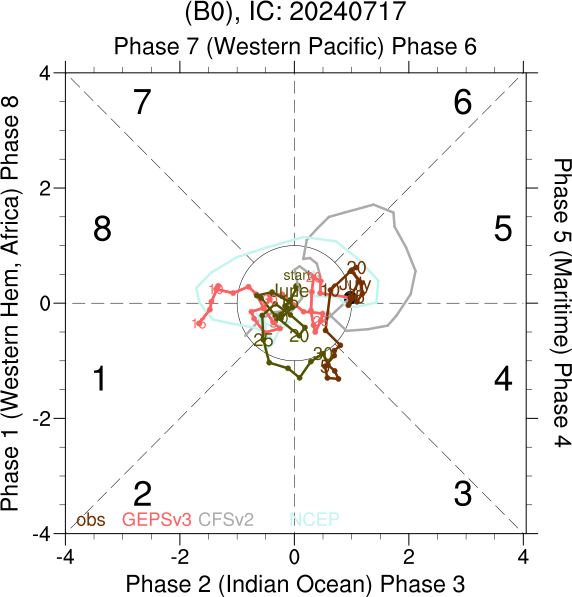 (B0), IC: 20240717
Phase 7 (Western Pacific) Phase 6
4
2
0
-2
-4
Phase 1 (Western Hem, Africa) Phase 8
Phase 5 (Maritime) Phase 4
7
6
8
5
1
4
2
3
start
20
July
June
10
15
20
25
30
obs
GEPSv3
CFSv2
NCEP
-4
-2
0
2
4
Phase 2 (Indian Ocean) Phase 3